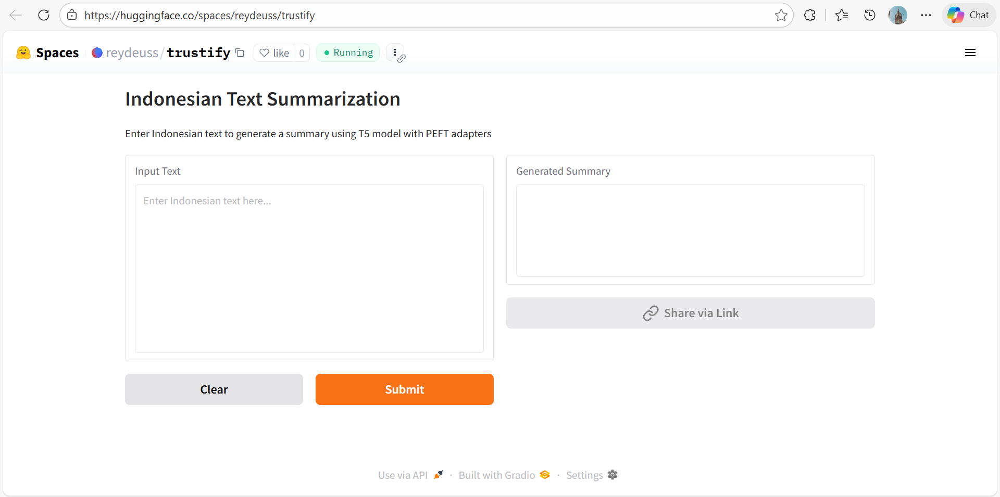 https://huggingface.co/spaces/reydeuss/trustify
Chat
Spaces reydeuss/trustify like 0 Running
Indonesian Text Summarization
Enter Indonesian text to generate a summary using T5 model with PEFT adapters
Input Text
Enter Indonesian text here...
Generated Summary
Share via Link
Clear
Submit
Use via API · Built with Gradio · Settings